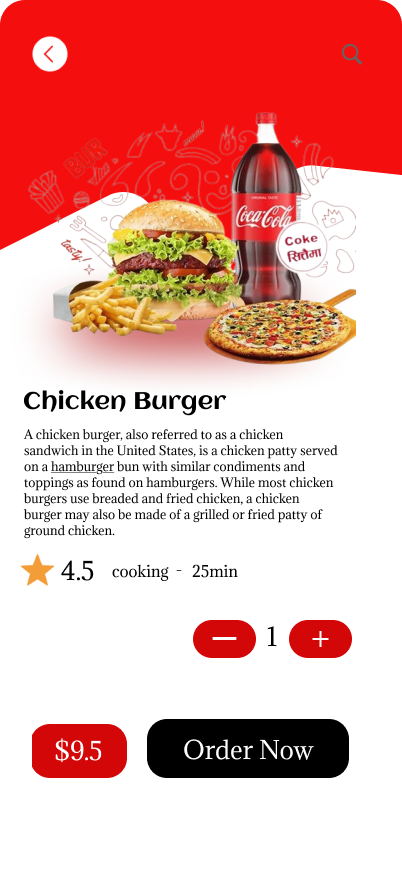 BUR
ORIGINAL TASTE
Coca-Cola
Coke
सिनेमा
tasty!
Chicken Burger
A chicken burger, also referred to as a chicken
sandwich in the United States, is a chicken patty served
on a hamburger bun with similar condiments and
toppings as found on hamburgers. While most chicken
burgers use breaded and fried chicken, a chicken
burger may also be made of a grilled or fried patty of
ground chicken.
4.5 cooking - 25min
1
$9.5
Order Now